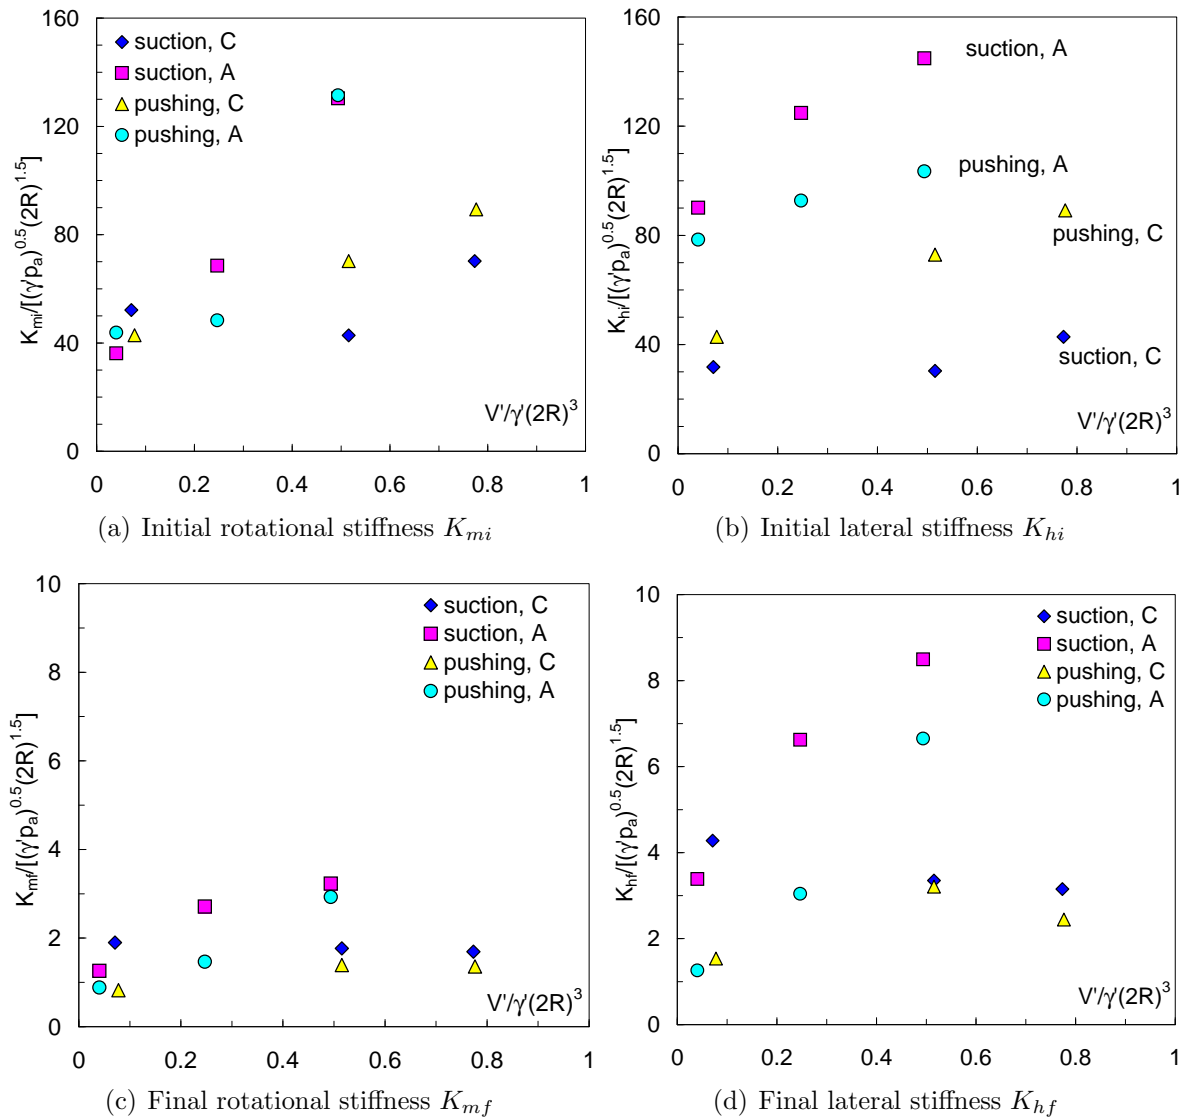 160
120
80
40
0
K_mi/[(γ'p_a)^0.5(2R)^1.5]
suction, C
suction, A
pushing, C
pushing, A
V'/γ'(2R)^3
0 0.2 0.4 0.6 0.8 1
(a) Initial rotational stiffness K_mi
160
120
80
40
0
K_hi/[(γ'p_a)^0.5(2R)^1.5]
suction, A
pushing, A
pushing, C
suction, C
V'/γ'(2R)^3
0 0.2 0.4 0.6 0.8 1
(b) Initial lateral stiffness K_hi
10
8
6
4
2
0
K_mf/[(γ'p_a)^0.5(2R)^1.5]
suction, C
suction, A
pushing, C
pushing, A
V'/γ'(2R)^3
0 0.2 0.4 0.6 0.8 1
(c) Final rotational stiffness K_mf
10
8
6
4
2
0
K_hf/[(γ'p_a)^0.5(2R)^1.5]
suction, C
suction, A
pushing, C
pushing, A
V'/γ'(2R)^3
0 0.2 0.4 0.6 0.8 1
(d) Final lateral stiffness K_hf